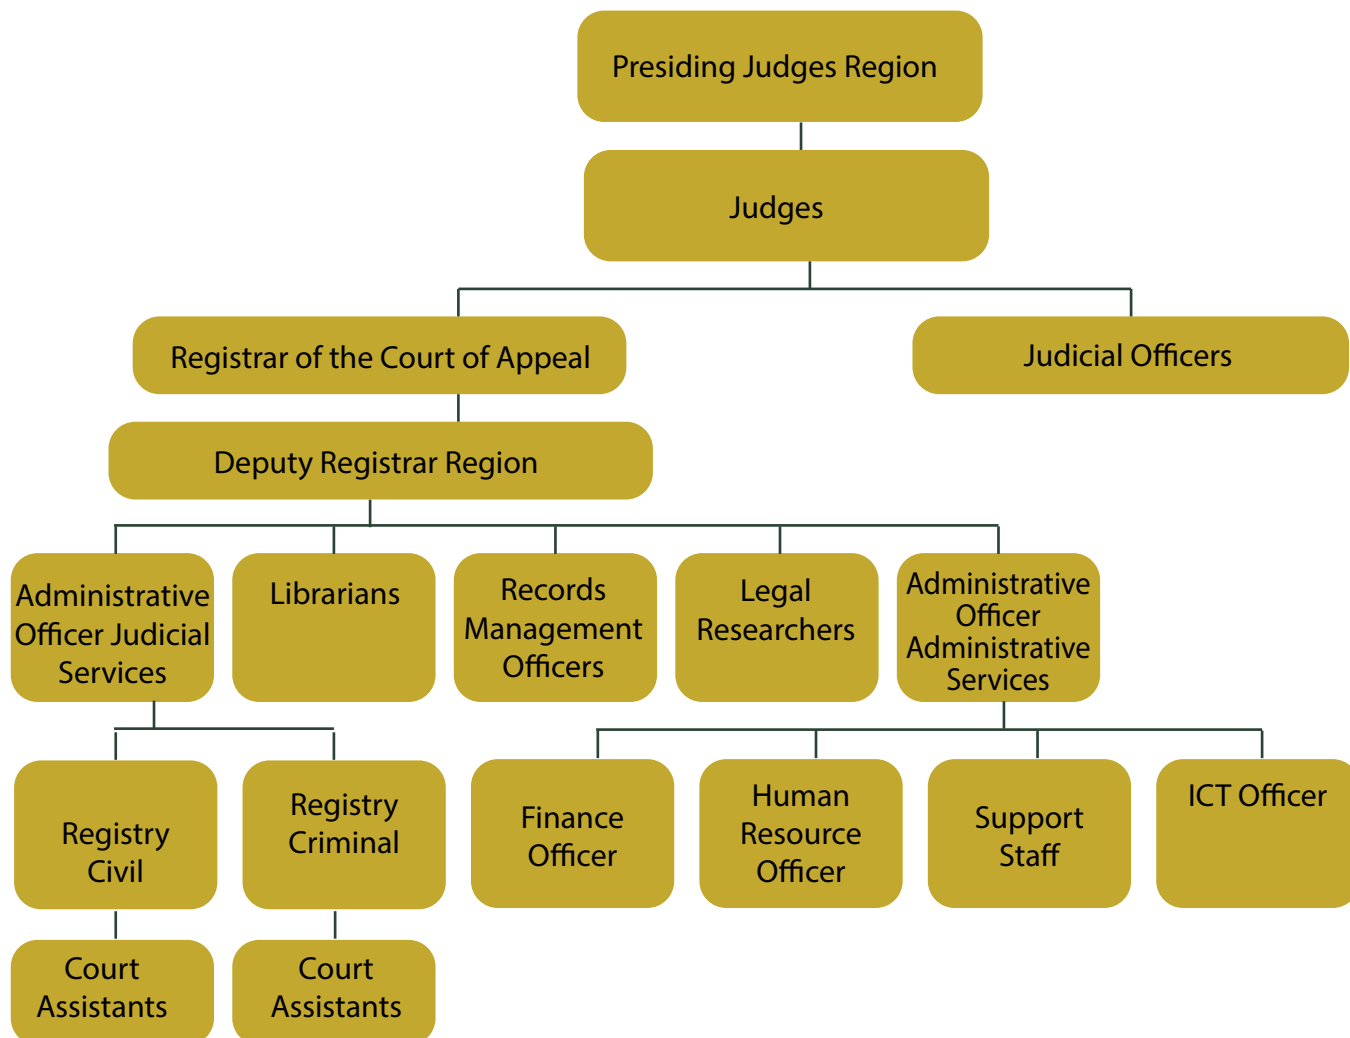 Presiding Judges Region
Judges
Registrar of the Court of Appeal
Judicial Officers
Deputy Registrar Region
Administrative
Officer Judicial
Services
Librarians
Records
Management
Officers
Legal
Researchers
Administrative
Officer
Administrative
Services
Registry
Civil
Registry
Criminal
Finance
Officer
Human
Resource
Officer
Support
Staff
ICT Officer
Court
Assistants
Court
Assistants